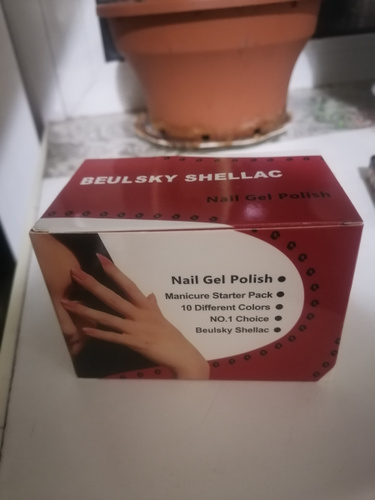 BEULSKY SHELLAC
Nail Gel Polish
Nail Gel Polish
Manicure Starter Pack
10 Different Colors
NO.1 Choice
Beulsky Shellac